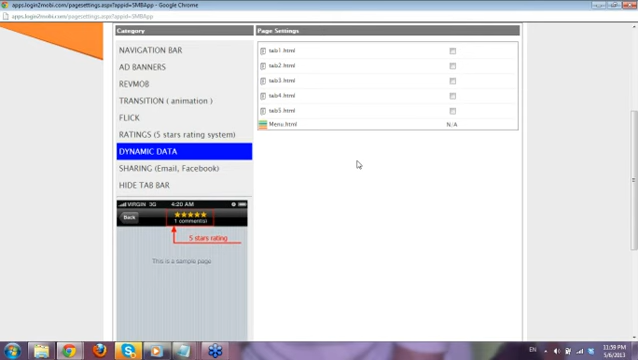 apps.login2mobi.com/pagesettings.aspx?appid=SMBApp - Google Chrome
apps.login2mobi.com/pagesettings.aspx?appid=SMBApp
Category
Page Settings
NAVIGATION BAR
AD BANNERS
REVMOB
TRANSITION ( animation )
FLICK
RATINGS (5 stars rating system)
DYNAMIC DATA
SHARING (Email, Facebook)
HIDE TAB BAR
tab1.html
tab2.html
tab3.html
tab4.html
tab5.html
Menu.html N/A
VIRGIN 3G 4:20 AM
Back
1 comment(s)
5 stars rating
This is a sample page
EN 11:59 PM
5/6/2013